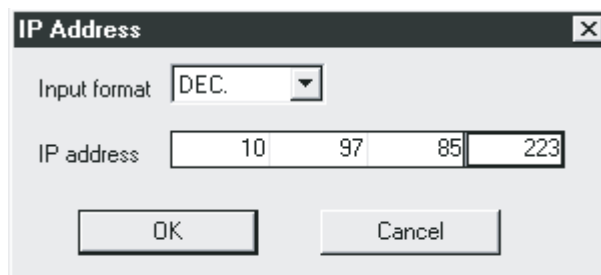 IP Address
Input format DEC.
IP address 10 97 85 223
OK Cancel